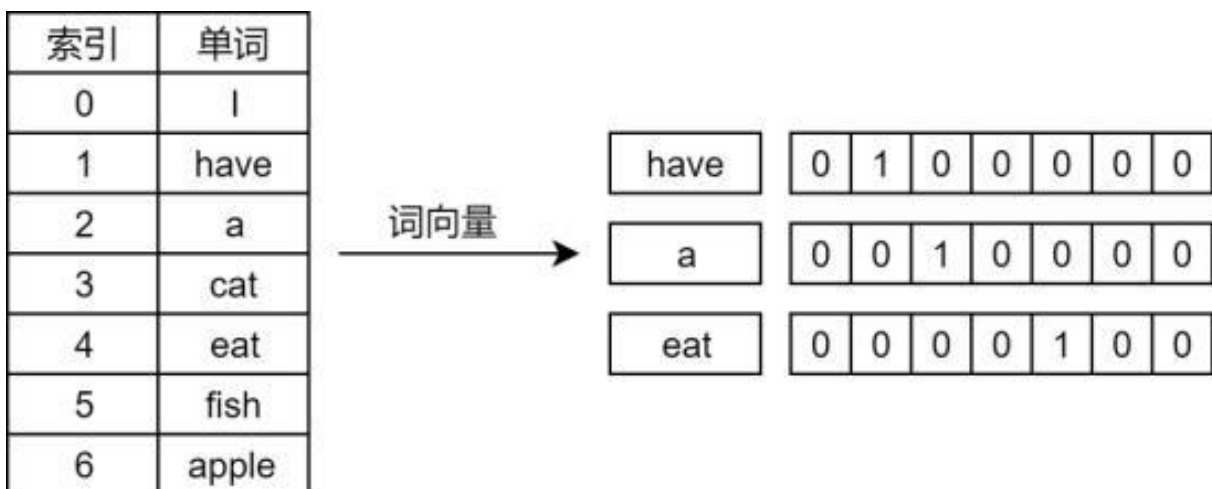 索引 单词
0 I
1 have
2 a
3 cat
4 eat
5 fish
6 apple
词向量
have 0 1 0 0 0 0 0
a 0 0 1 0 0 0 0
eat 0 0 0 0 1 0 0